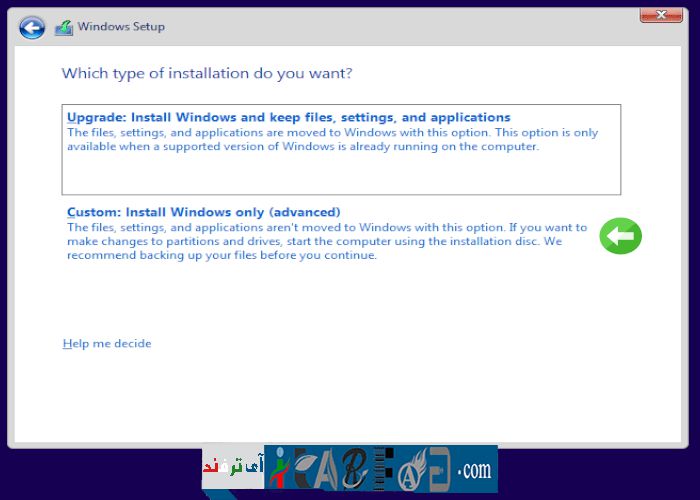 Windows Setup
Which type of installation do you want?
Upgrade: Install Windows and keep files, settings, and applications
The files, settings, and applications are moved to Windows with this option. This option is only
available when a supported version of Windows is already running on the computer.
Custom: Install Windows only (advanced)
The files, settings, and applications aren't moved to Windows with this option. If you want to
make changes to partitions and drives, start the computer using the installation disc. We
recommend backing up your files before you continue.
Help me decide
آی ترفند
.com